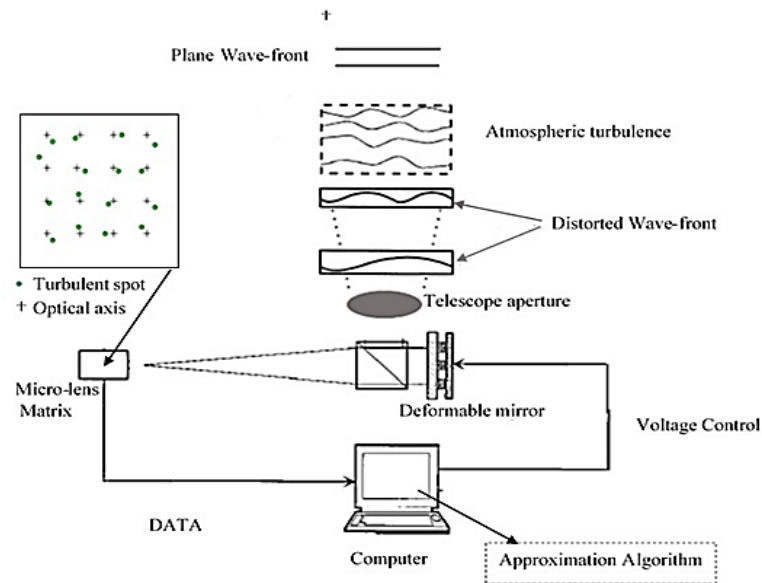 Plane Wave-front
Atmospheric turbulence
Distorted Wave-front
Turbulent spot
Optical axis
Telescope aperture
Micro-lens
Matrix
Deformable mirror
Voltage Control
DATA
Computer
Approximation Algorithm